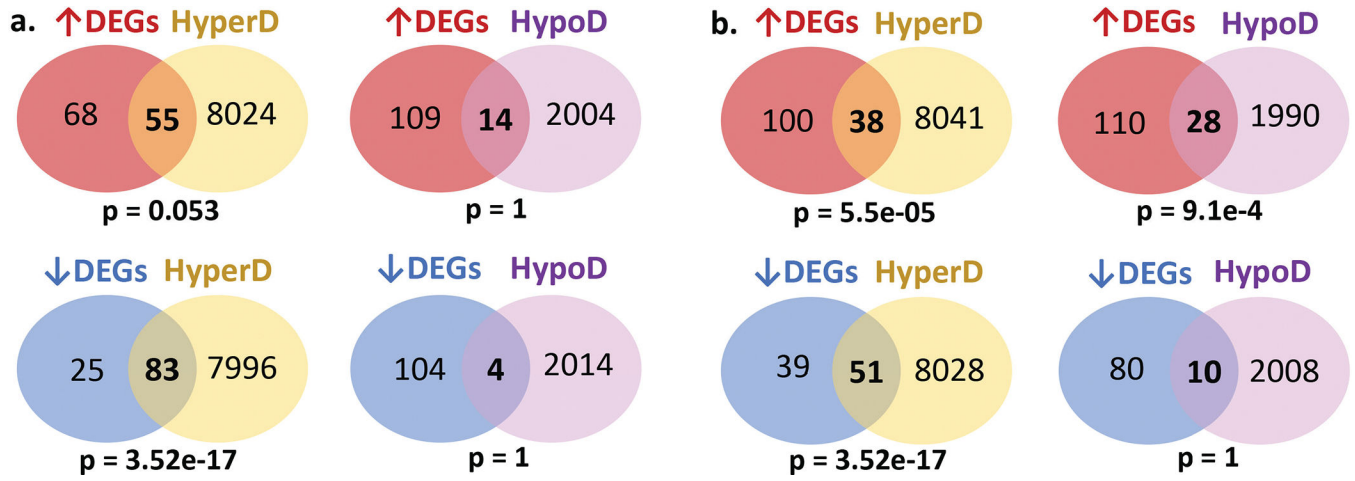 a. ↑DEGs HyperD ↑DEGs HypoD b. ↑DEGs HyperD ↑DEGs HypoD
68 55 8024 109 14 2004 100 38 8041 110 28 1990
p = 0.053 p = 1 p = 5.5e-05 p = 9.1e-4
↓DEGs HyperD ↓DEGs HypoD ↓DEGs HyperD ↓DEGs HypoD
25 83 7996 104 4 2014 39 51 8028 80 10 2008
p = 3.52e-17 p = 1 p = 3.52e-17 p = 1